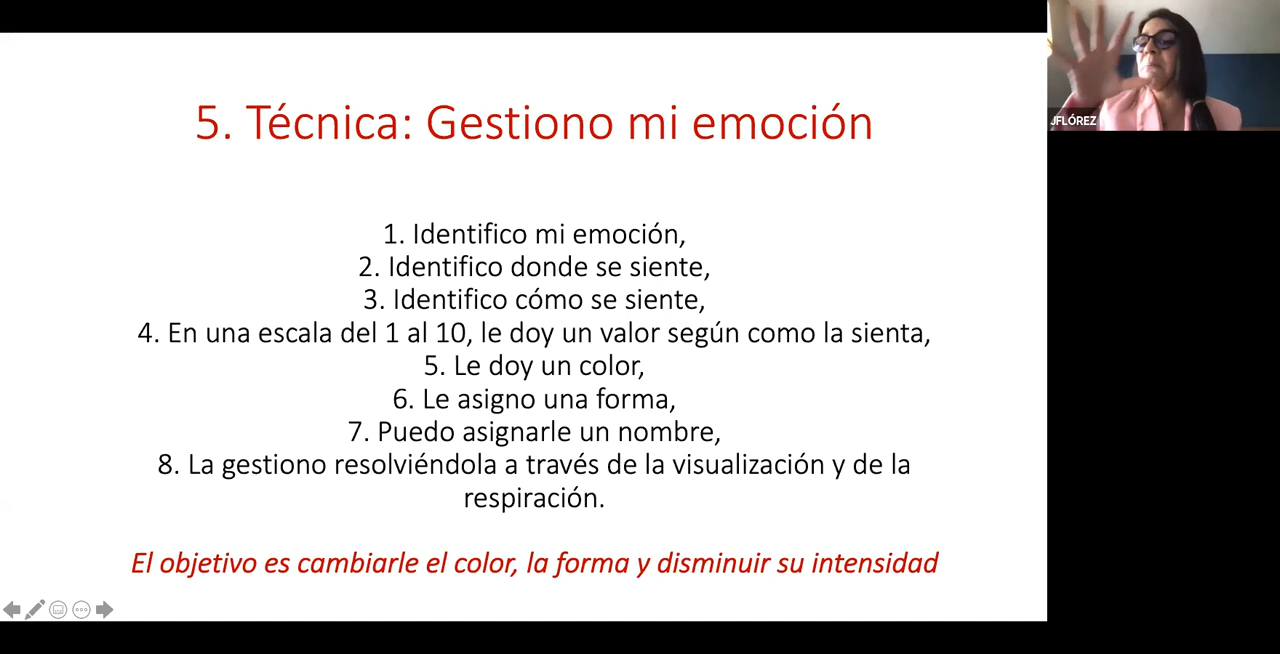 5. Técnica: Gestiono mi emoción
1. Identifico mi emoción,
2. Identifico donde se siente,
3. Identifico cómo se siente,
4. En una escala del 1 al 10, le doy un valor según como la sienta,
5. Le doy un color,
6. Le asigno una forma,
7. Puedo asignarle un nombre,
8. La gestiono resolviéndola a través de la visualización y de la
respiración.
El objetivo es cambiarle el color, la forma y disminuir su intensidad
JFLÓREZ